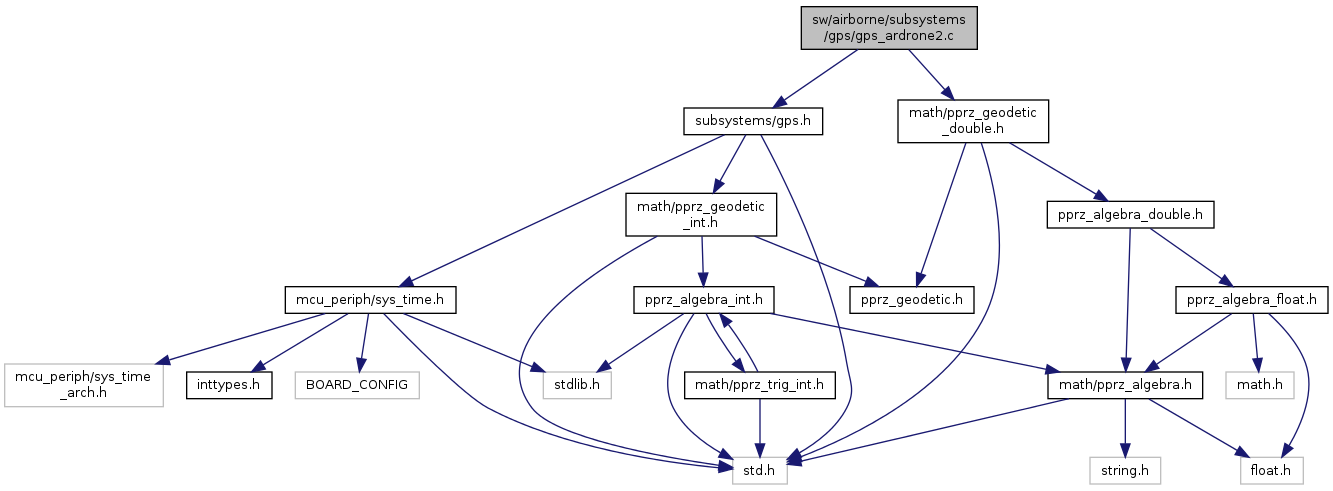 sw/airborne/subsystems
/gps/gps_ardrone2.c
subsystems/gps.h
math/pprz_geodetic
_double.h
math/pprz_geodetic
_int.h
pprz_algebra_double.h
mcu_periph/sys_time.h
pprz_algebra_int.h
pprz_geodetic.h
pprz_algebra_float.h
mcu_periph/sys_time
_arch.h
inttypes.h
BOARD_CONFIG
stdlib.h
math/pprz_trig_int.h
math/pprz_algebra.h
math.h
std.h
string.h
float.h